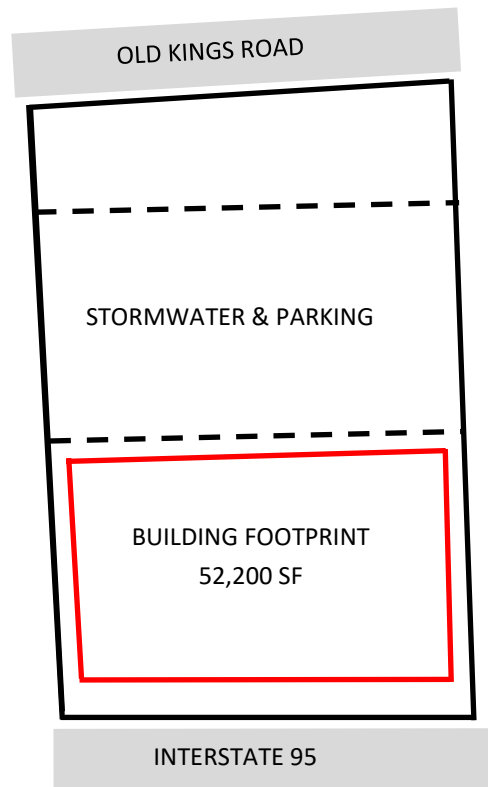 OLD KINGS ROAD
STORMWATER & PARKING
BUILDING FOOTPRINT
52,200 SF
INTERSTATE 95